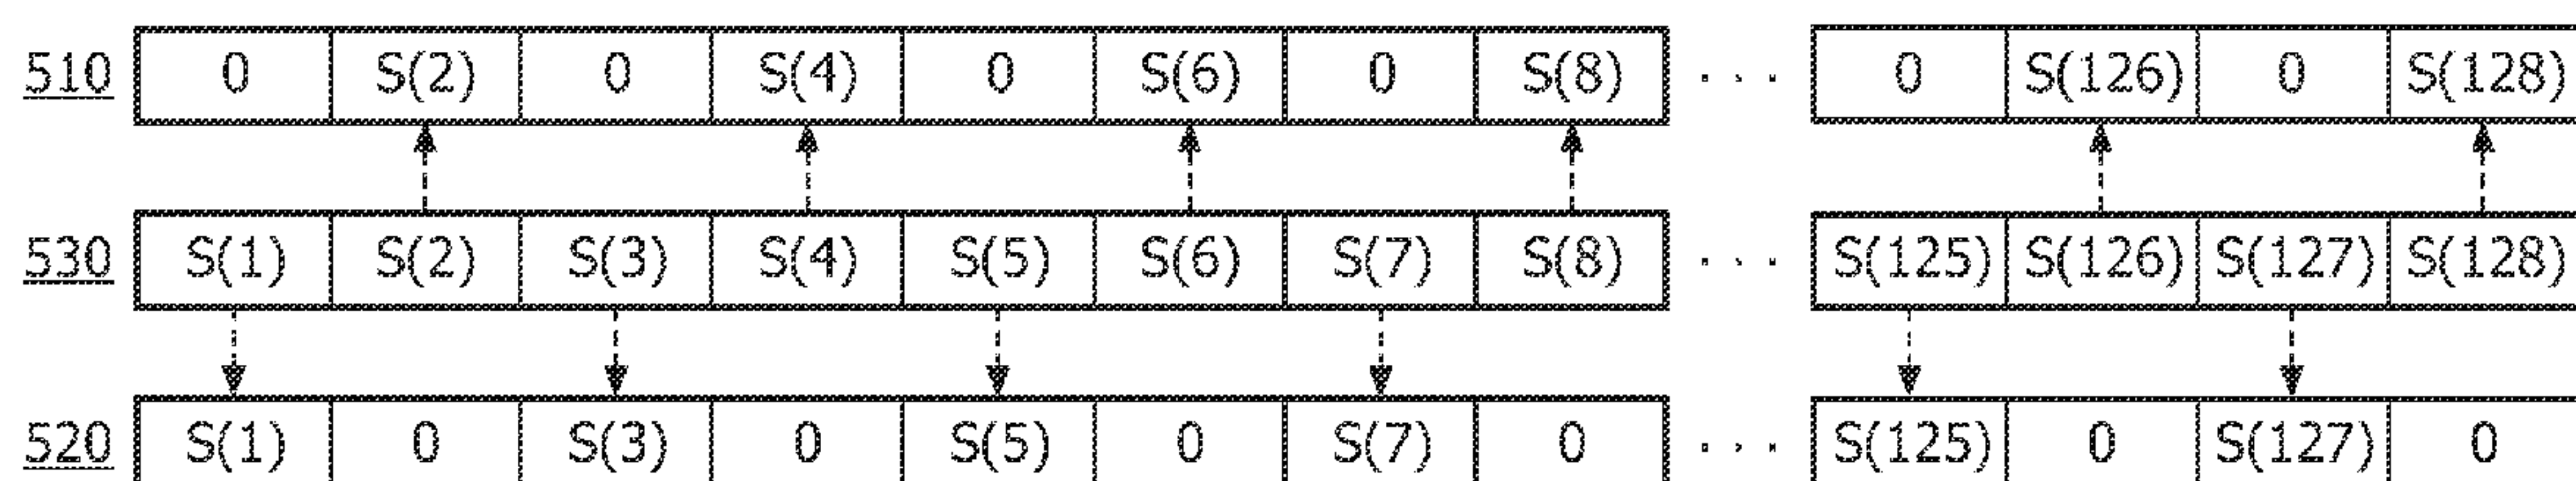 510 0 S(2) 0 S(4) 0 S(6) 0 S(8) . . . 0 S(126) 0 S(128)
530 S(1) S(2) S(3) S(4) S(5) S(6) S(7) S(8) . . . S(125) S(126) S(127) S(128)
520 S(1) 0 S(3) 0 S(5) 0 S(7) 0 . . . S(125) 0 S(127) 0